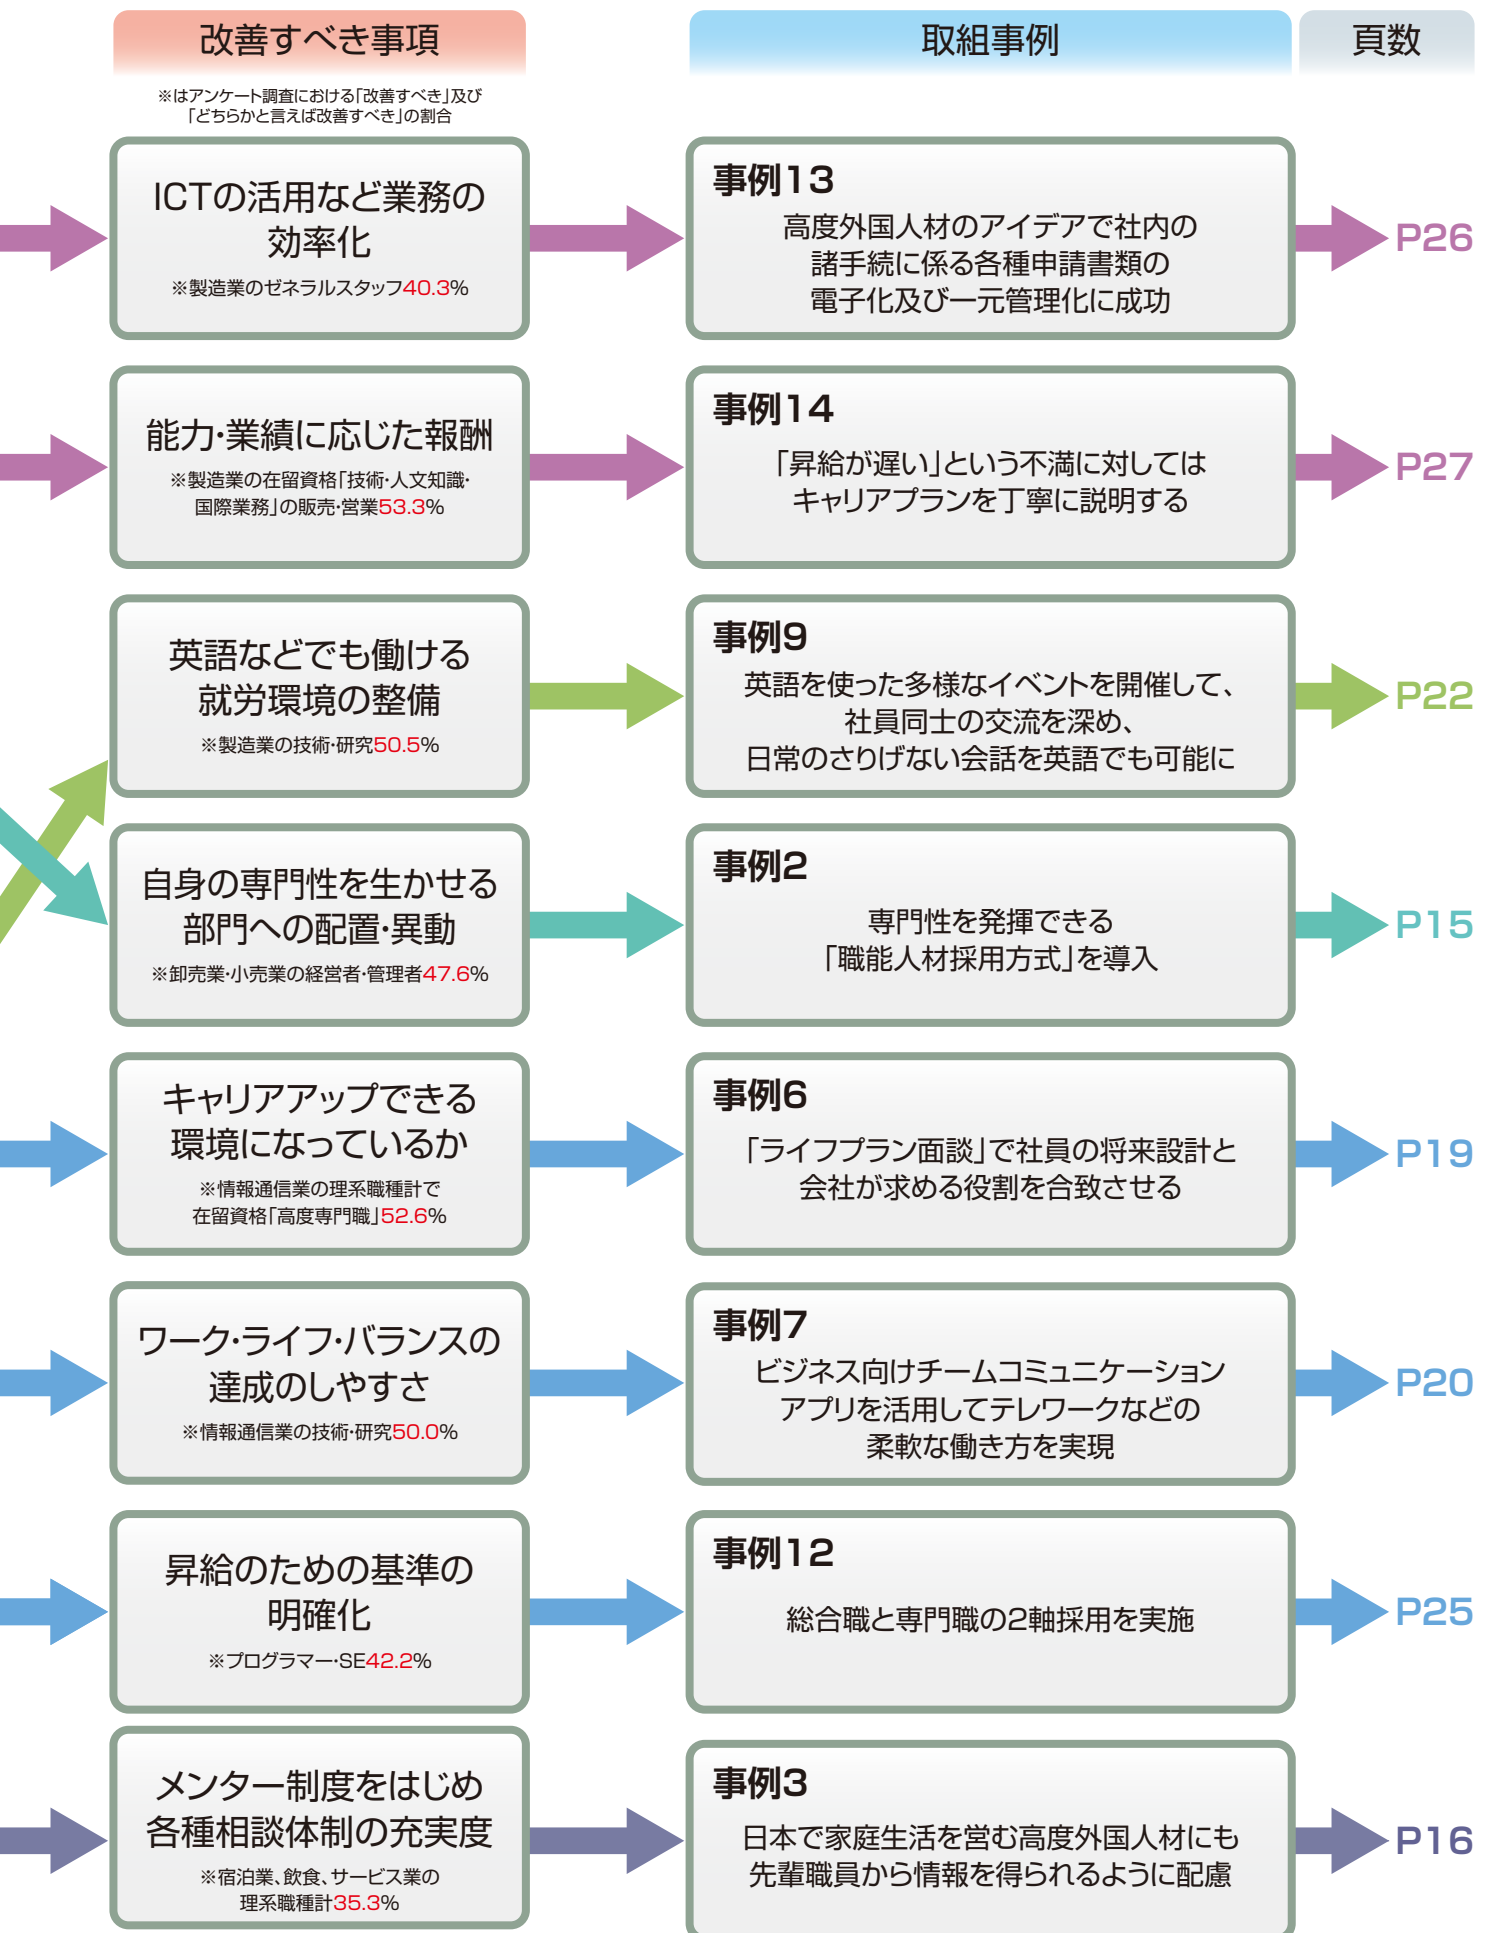 改善すべき事項
取組事例
頁数
※はアンケート調査における「改善すべき」及び
「どちらかと言えば改善すべき」の割合
ICTの活用など業務の
効率化
※製造業のゼネラルスタッフ40.3%
事例13
高度外国人材のアイデアで社内の
諸手続に係る各種申請書類の
電子化及び一元管理化に成功
P26
能力・業績に応じた報酬
※製造業の在留資格「技術・人文知識・
国際業務」の販売・営業53.3%
事例14
「昇給が遅い」という不満に対しては
キャリアプランを丁寧に説明する
P27
英語などでも働ける
就労環境の整備
※製造業の技術・研究50.5%
事例9
英語を使った多様なイベントを開催して、
社員同士の交流を深め、
日常のさりげない会話を英語でも可能に
P22
自身の専門性を生かせる
部門への配置・異動
※卸売業・小売業の経営者・管理者47.6%
事例2
専門性を発揮できる
「職能人材採用方式」を導入
P15
キャリアアップできる
環境になっているか
※情報通信業の理系職種計で
在留資格「高度専門職」52.6%
事例6
「ライフプラン面談」で社員の将来設計と
会社が求める役割を合致させる
P19
ワーク・ライフ・バランスの
達成のしやすさ
※情報通信業の技術・研究50.0%
事例7
ビジネス向けチームコミュニケーション
アプリを活用してテレワークなどの
柔軟な働き方を実現
P20
昇給のための基準の
明確化
※プログラマー・SE42.2%
事例12
総合職と専門職の2軸採用を実施
P25
メンター制度をはじめ
各種相談体制の充実度
※宿泊業、飲食、サービス業の
理系職種計35.3%
事例3
日本で家庭生活を営む高度外国人材にも
先輩職員から情報を得られるように配慮
P16